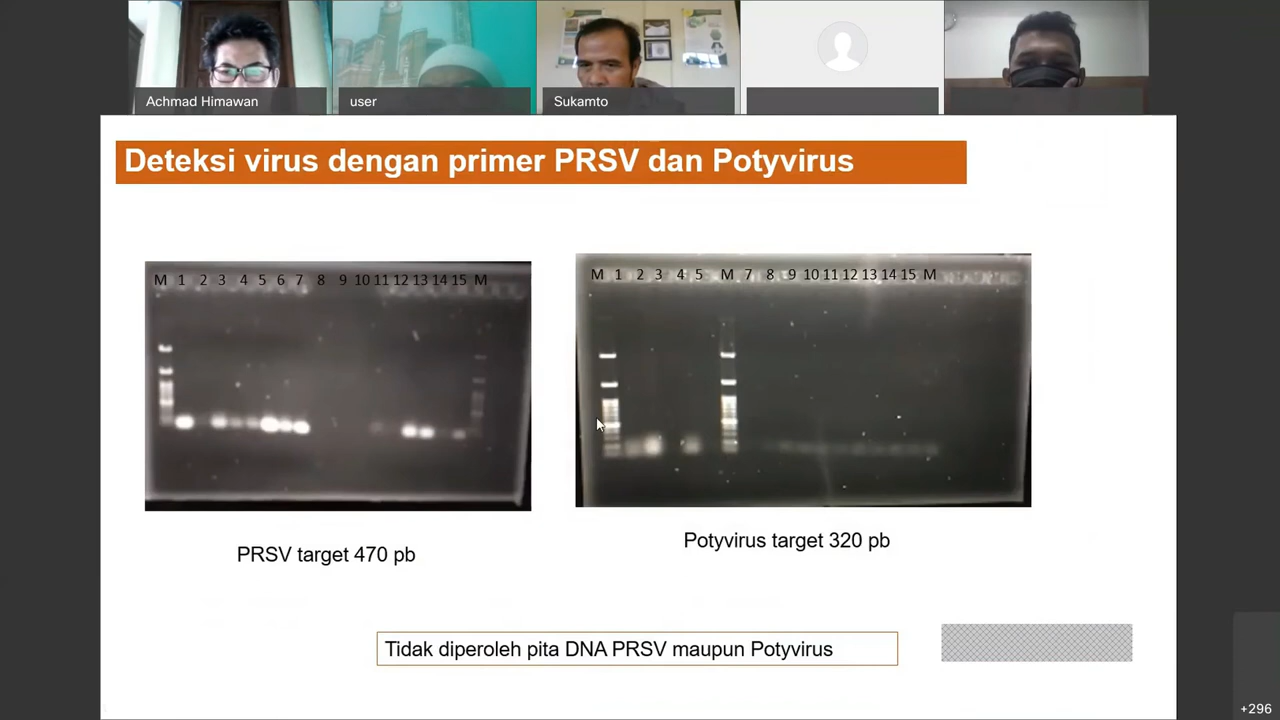 Achmad Himawan
user
Sukamto
Deteksi virus dengan primer PRSV dan Potyvirus
M 1 2 3 4 5 6 7 8 9 10 11 12 13 14 15 M
M 1 2 3 4 5 M 7 8 9 10 11 12 13 14 15 M
PRSV target 470 pb
Potyvirus target 320 pb
Tidak diperoleh pita DNA PRSV maupun Potyvirus
+296